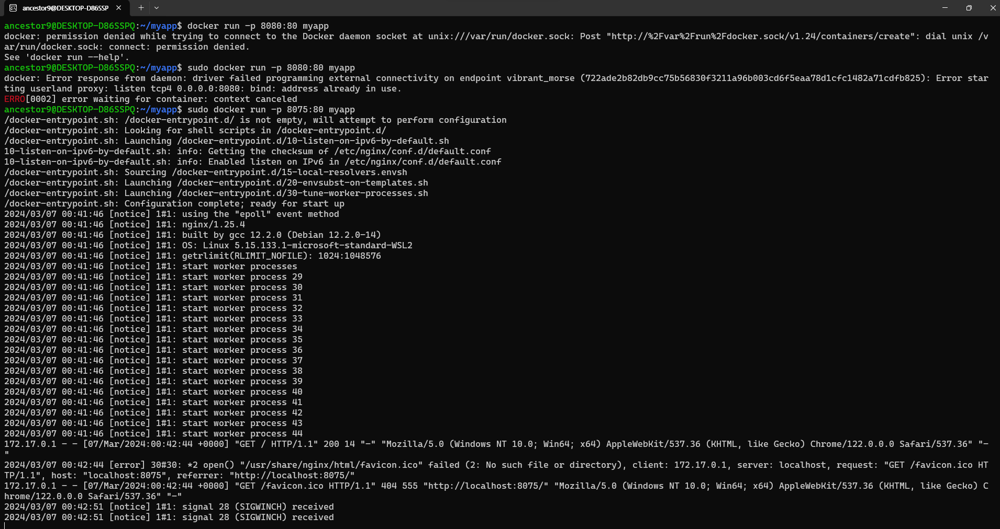 ancestor9@DESKTOP-D86SSP
ancestor9@DESKTOP-D86SSPQ:~/myapp$ docker run -p 8080:80 myapp
docker: permission denied while trying to connect to the Docker daemon socket at unix:///var/run/docker.sock: Post "http://%2Fvar%2Frun%2Fdocker.sock/v1.24/containers/create": dial unix /v
ar/run/docker.sock: connect: permission denied.
See 'docker run --help'.
ancestor9@DESKTOP-D86SSPQ:~/myapp$ sudo docker run -p 8080:80 myapp
docker: Error response from daemon: driver failed programming external connectivity on endpoint vibrant_morse (722ade2b82db9cc75b56830f3211a96b003cd6f5eaa78d1cfc1482a71cdfb825): Error star
ting userland proxy: listen tcp4 0.0.0.0:8080: bind: address already in use.
ERRO[0002] error waiting for container: context canceled
ancestor9@DESKTOP-D86SSPQ:~/myapp$ sudo docker run -p 8075:80 myapp
/docker-entrypoint.sh: /docker-entrypoint.d/ is not empty, will attempt to perform configuration
/docker-entrypoint.sh: Looking for shell scripts in /docker-entrypoint.d/
/docker-entrypoint.sh: Launching /docker-entrypoint.d/10-listen-on-ipv6-by-default.sh
10-listen-on-ipv6-by-default.sh: info: Getting the checksum of /etc/nginx/conf.d/default.conf
10-listen-on-ipv6-by-default.sh: info: Enabled listen on IPv6 in /etc/nginx/conf.d/default.conf
/docker-entrypoint.sh: Sourcing /docker-entrypoint.d/15-local-resolvers.envsh
/docker-entrypoint.sh: Launching /docker-entrypoint.d/20-envsubst-on-templates.sh
/docker-entrypoint.sh: Launching /docker-entrypoint.d/30-tune-worker-processes.sh
/docker-entrypoint.sh: Configuration complete; ready for start up
2024/03/07 00:41:46 [notice] 1#1: using the "epoll" event method
2024/03/07 00:41:46 [notice] 1#1: nginx/1.25.4
2024/03/07 00:41:46 [notice] 1#1: built by gcc 12.2.0 (Debian 12.2.0-14)
2024/03/07 00:41:46 [notice] 1#1: OS: Linux 5.15.133.1-microsoft-standard-WSL2
2024/03/07 00:41:46 [notice] 1#1: getrlimit(RLIMIT_NOFILE): 1024:1048576
2024/03/07 00:41:46 [notice] 1#1: start worker processes
2024/03/07 00:41:46 [notice] 1#1: start worker process 29
2024/03/07 00:41:46 [notice] 1#1: start worker process 30
2024/03/07 00:41:46 [notice] 1#1: start worker process 31
2024/03/07 00:41:46 [notice] 1#1: start worker process 32
2024/03/07 00:41:46 [notice] 1#1: start worker process 33
2024/03/07 00:41:46 [notice] 1#1: start worker process 34
2024/03/07 00:41:46 [notice] 1#1: start worker process 35
2024/03/07 00:41:46 [notice] 1#1: start worker process 36
2024/03/07 00:41:46 [notice] 1#1: start worker process 37
2024/03/07 00:41:46 [notice] 1#1: start worker process 38
2024/03/07 00:41:46 [notice] 1#1: start worker process 39
2024/03/07 00:41:46 [notice] 1#1: start worker process 40
2024/03/07 00:41:46 [notice] 1#1: start worker process 41
2024/03/07 00:41:46 [notice] 1#1: start worker process 42
2024/03/07 00:41:46 [notice] 1#1: start worker process 43
2024/03/07 00:41:46 [notice] 1#1: start worker process 44
172.17.0.1 - - [07/Mar/2024:00:42:44 +0000] "GET / HTTP/1.1" 200 14 "-" "Mozilla/5.0 (Windows NT 10.0; Win64; x64) AppleWebKit/537.36 (KHTML, like Gecko) Chrome/122.0.0.0 Safari/537.36" "-
"
2024/03/07 00:42:44 [error] 30#30: *2 open() "/usr/share/nginx/html/favicon.ico" failed (2: No such file or directory), client: 172.17.0.1, server: localhost, request: "GET /favicon.ico HT
TP/1.1", host: "localhost:8075", referrer: "http://localhost:8075/"
172.17.0.1 - - [07/Mar/2024:00:42:44 +0000] "GET /favicon.ico HTTP/1.1" 404 555 "http://localhost:8075/" "Mozilla/5.0 (Windows NT 10.0; Win64; x64) AppleWebKit/537.36 (KHTML, like Gecko) C
hrome/122.0.0.0 Safari/537.36" "-"
2024/03/07 00:42:51 [notice] 1#1: signal 28 (SIGWINCH) received
2024/03/07 00:42:51 [notice] 1#1: signal 28 (SIGWINCH) received